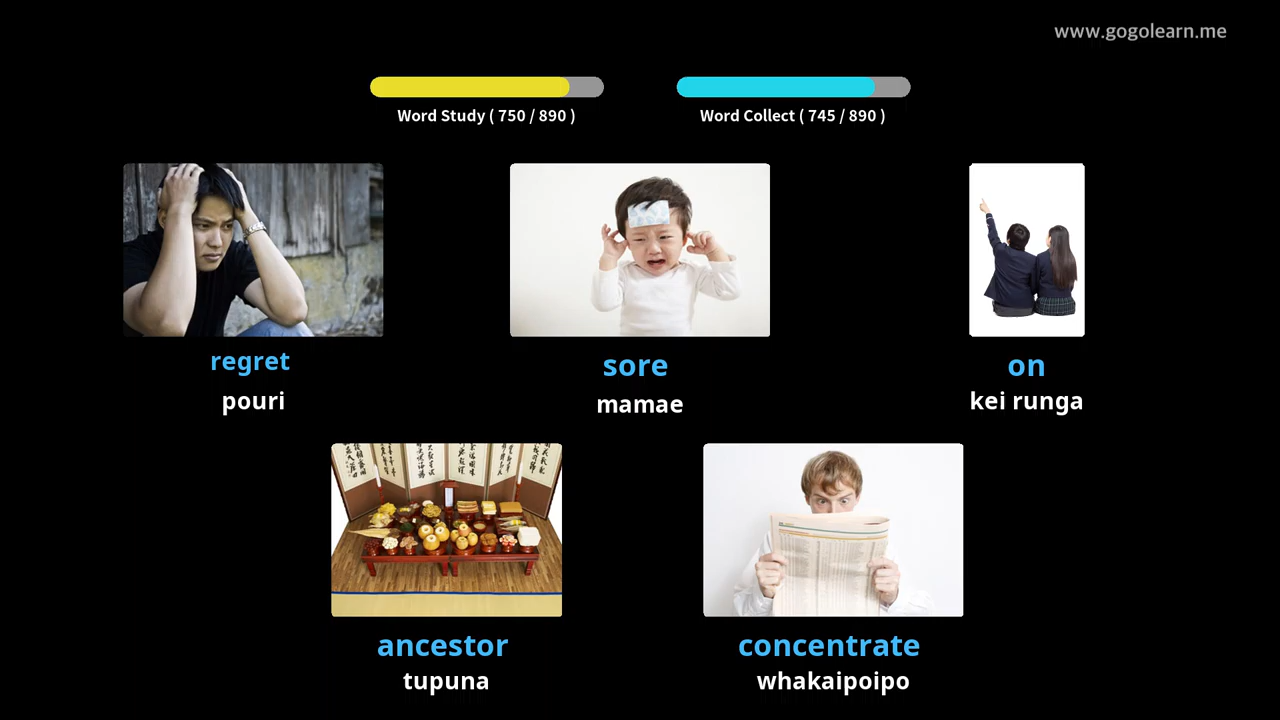 www.gogolearn.me
Word Study ( 750 / 890 )
Word Collect ( 745 / 890 )
regret
pouri
sore
mamae
on
kei runga
ancestor
tupuna
concentrate
whakaipoipo